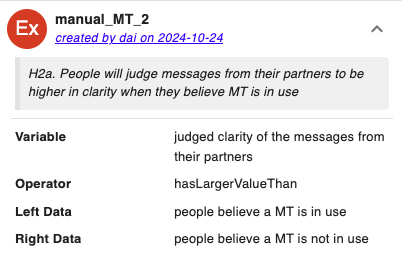 Ex
manual_MT_2
created by dai on 2024-10-24
H2a. People will judge messages from their partners to be
higher in clarity when they believe MT is in use
Variable judged clarity of the messages from
their partners
Operator hasLargerValueThan
Left Data people believe a MT is in use
Right Data people believe a MT is not in use